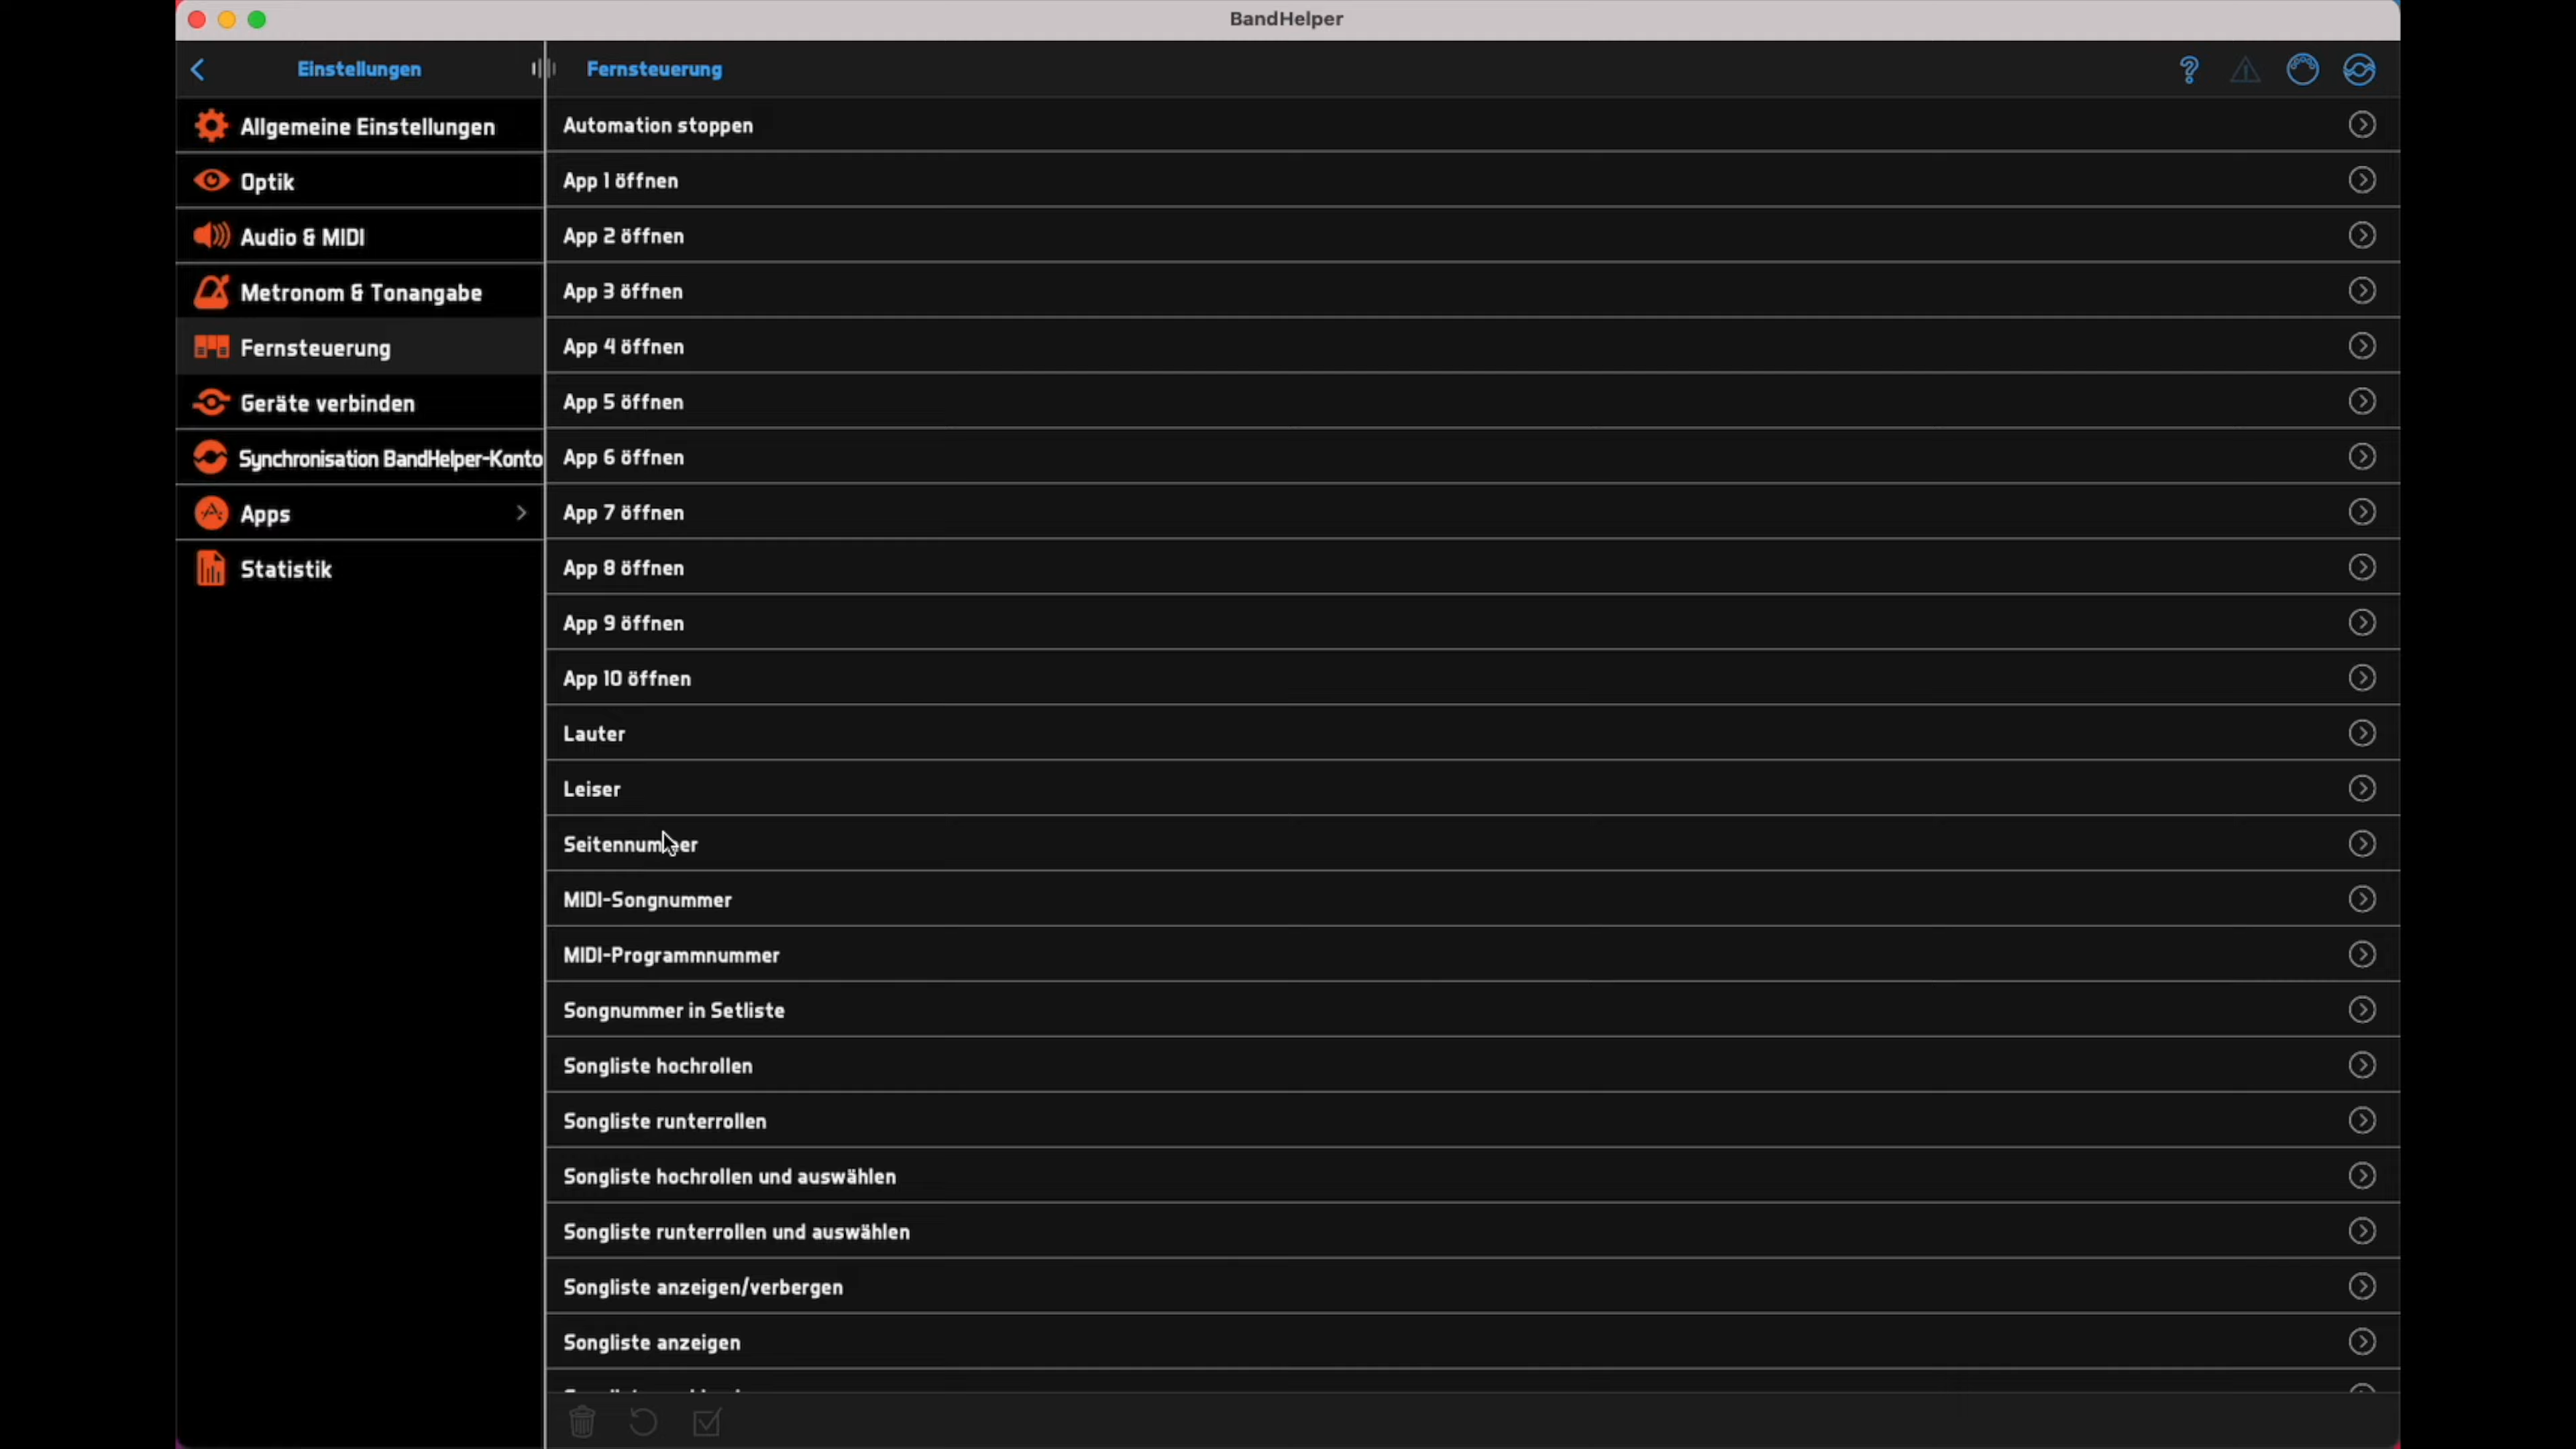 BandHelper
Einstellungen
Fernsteuerung
Allgemeine Einstellungen
Optik
Audio & MIDI
Metronom & Tonangabe
Fernsteuerung
Geräte verbinden
Synchronisation BandHelper-Konto
Apps
Statistik
Automation stoppen
App 1 öffnen
App 2 öffnen
App 3 öffnen
App 4 öffnen
App 5 öffnen
App 6 öffnen
App 7 öffnen
App 8 öffnen
App 9 öffnen
App 10 öffnen
Lauter
Leiser
Seitennummer
MIDI-Songnummer
MIDI-Programmnummer
Songnummer in Setliste
Songliste hochrollen
Songliste runterrollen
Songliste hochrollen und auswählen
Songliste runterrollen und auswählen
Songliste anzeigen/verbergen
Songliste anzeigen